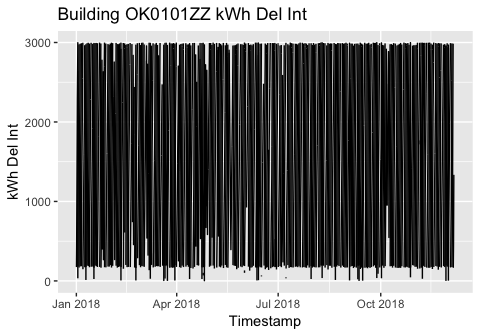 Building OK0101ZZ kWh Del Int
kWh Del Int
3000
2000
1000
0
Jan 2018 Apr 2018 Jul 2018 Oct 2018
Timestamp